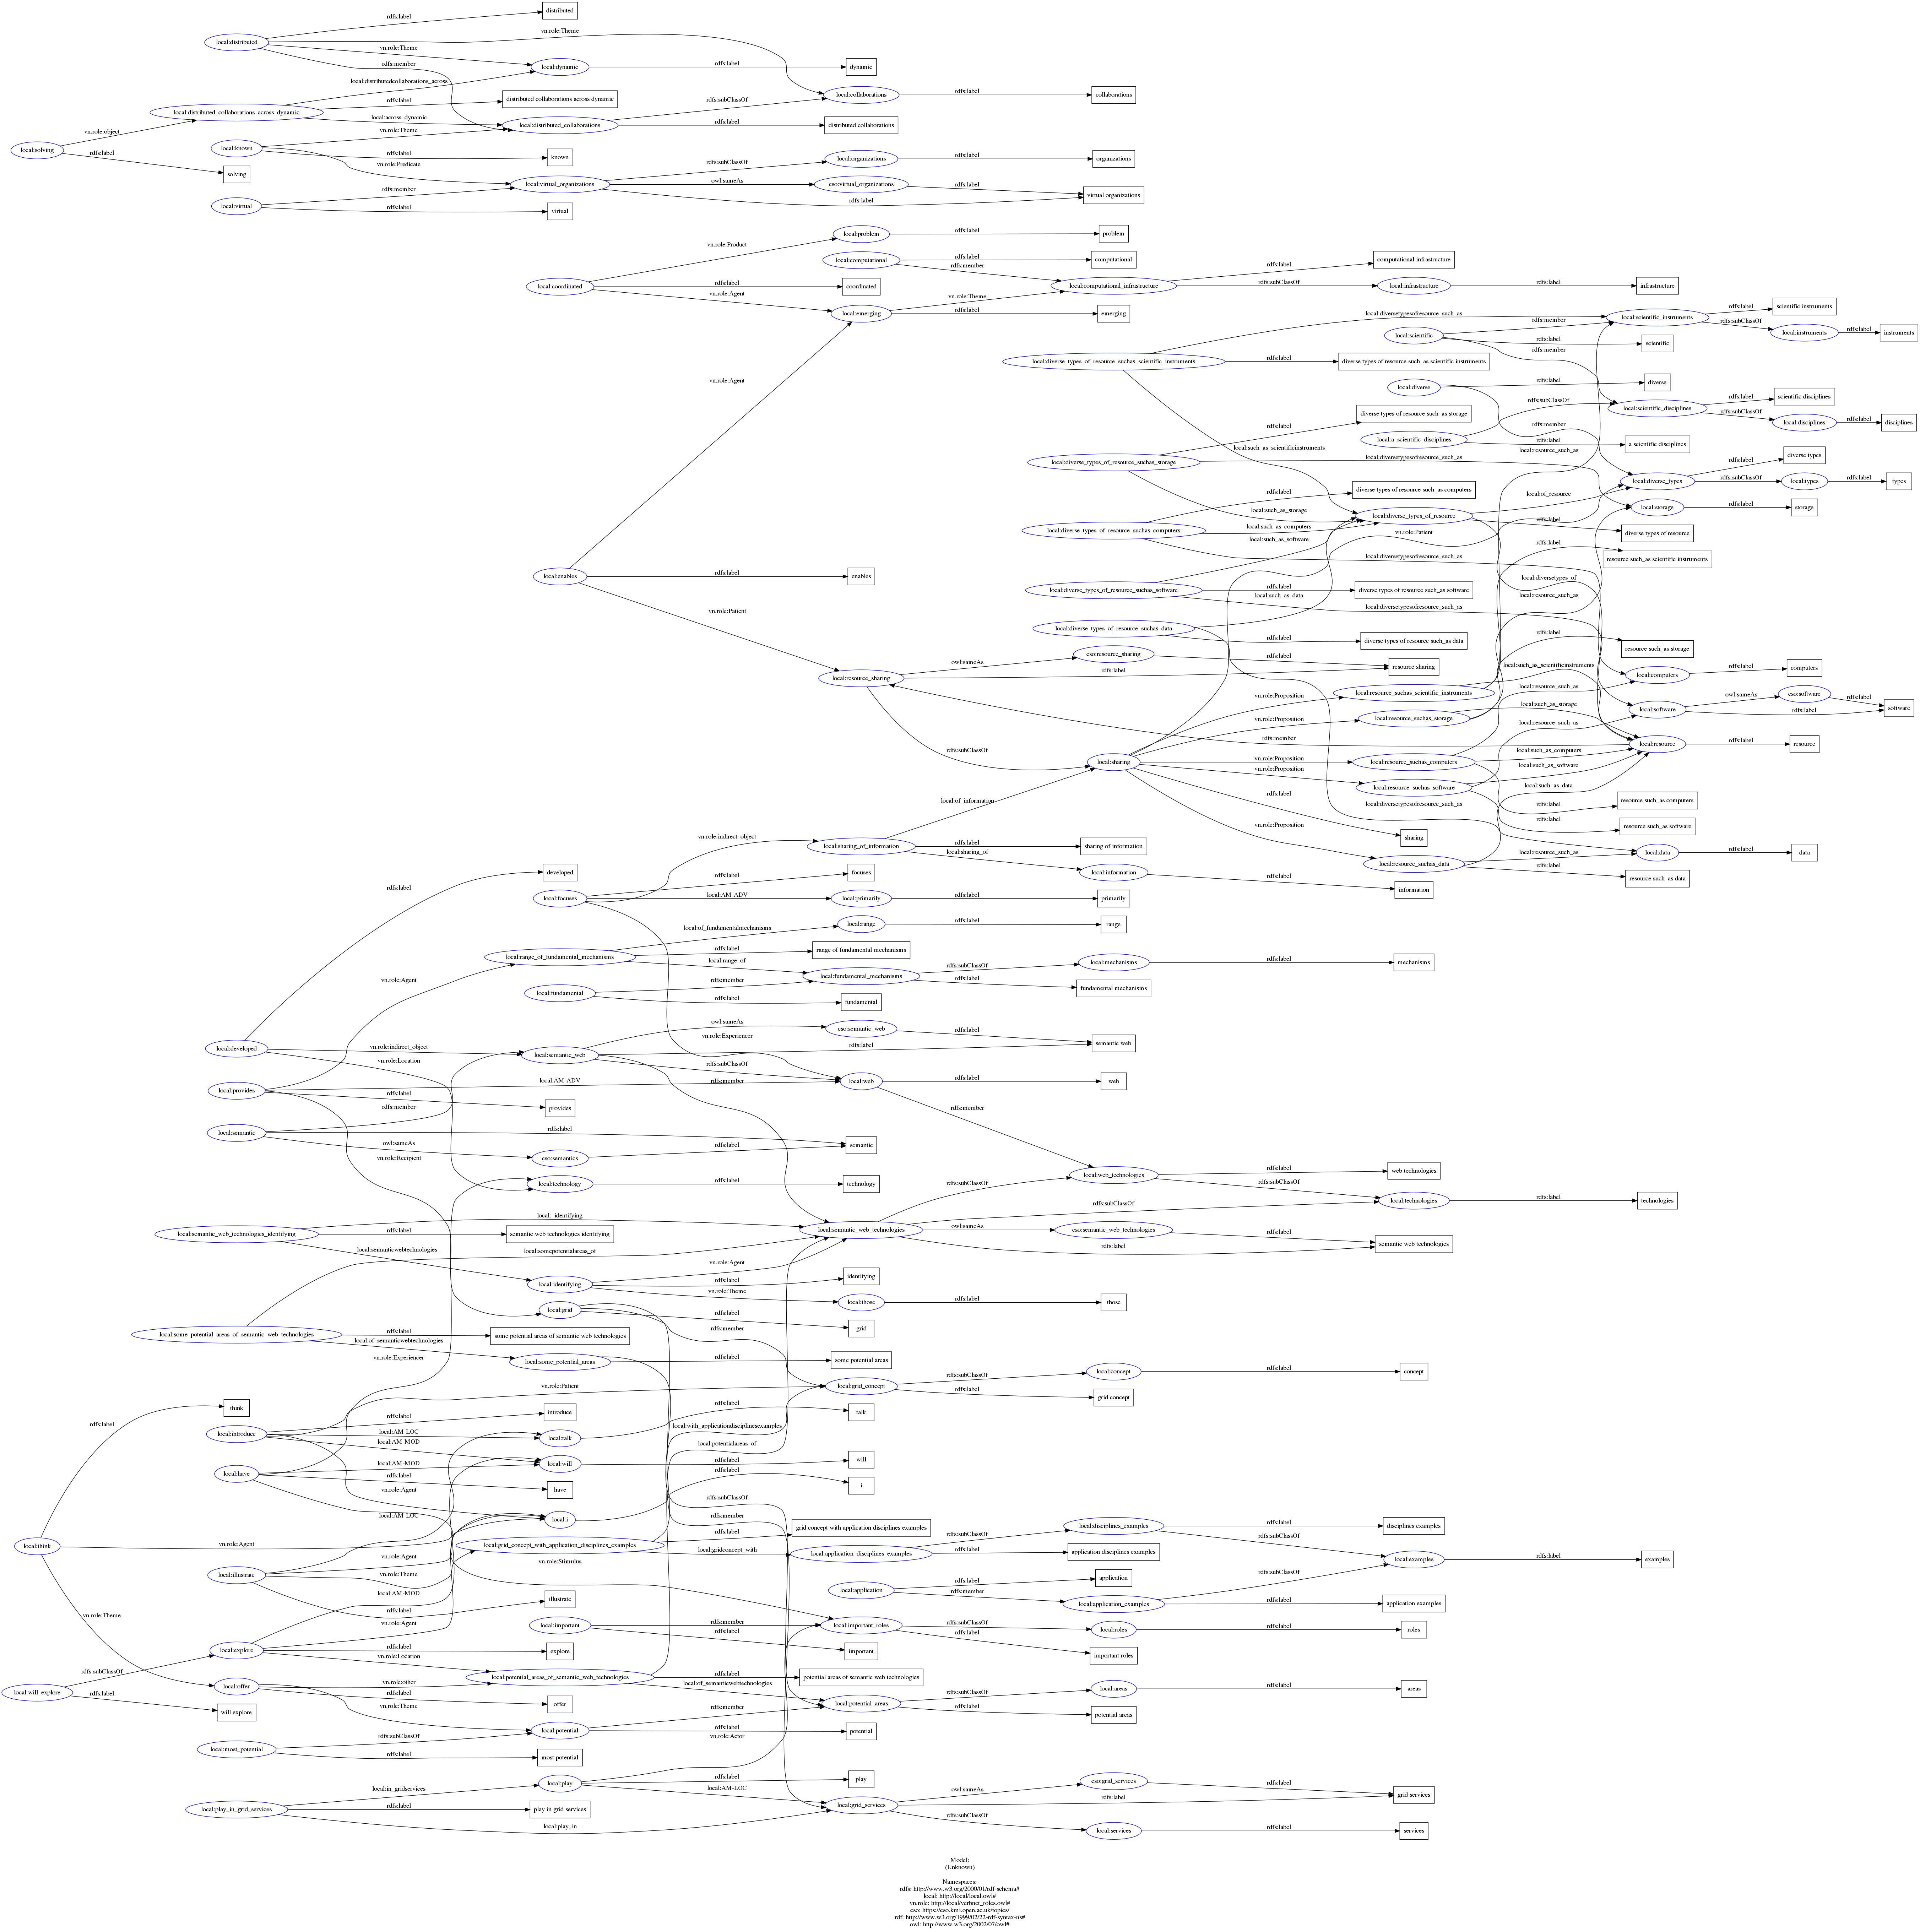 rdfs:label
distributed
local:distributed
vn.role:Theme
vn.role:Theme
rdfs:member
local:dynamic
rdfs:label
dynamic
local:distributedcollaborations_across
local:collaborations
rdfs:label
collaborations
rdfs:label
distributed collaborations across dynamic
rdfs:subClassOf
local:distributed_collaborations_across_dynamic
local:across_dynamic
local:distributed_collaborations
rdfs:label
distributed collaborations
vn.role:object
vn.role:Theme
local:solving
rdfs:label
solving
local:known
rdfs:label
known
vn.role:Predicate
rdfs:subClassOf
local:organizations
rdfs:label
organizations
local:virtual_organizations
owl:sameAs
cso:virtual_organizations
rdfs:label
virtual organizations
rdfs:label
rdfs:member
local:virtual
rdfs:label
virtual
local:problem
rdfs:label
problem
vn.role:Product
local:computational
rdfs:label
computational
rdfs:member
rdfs:label
computational infrastructure
local:coordinated
rdfs:label
coordinated
vn.role:Agent
local:computational_infrastructure
rdfs:subClassOf
local:infrastructure
rdfs:label
infrastructure
vn.role:Theme
local:emerging
rdfs:label
emerging
local:diversetypesofresource_such_as
local:scientific_instruments
rdfs:label
scientific instruments
rdfs:subClassOf
local:instruments
rdfs:label
instruments
rdfs:member
local:scientific
rdfs:label
scientific
rdfs:member
local:diverse_types_of_resource_suchas_scientific_instruments
rdfs:label
diverse types of resource such_as scientific instruments
vn.role:Agent
local:diverse
rdfs:label
diverse
rdfs:subClassOf
local:scientific_disciplines
rdfs:label
scientific disciplines
rdfs:subClassOf
local:disciplines
rdfs:label
disciplines
rdfs:label
diverse types of resource such_as storage
rdfs:member
local:a_scientific_disciplines
rdfs:label
a scientific disciplines
local:such_as_scientificinstruments
local:resource_such_as
local:diverse_types_of_resource_suchas_storage
local:diversetypesofresource_such_as
rdfs:label
diverse types
local:diverse_types
rdfs:subClassOf
local:types
rdfs:label
types
rdfs:label
diverse types of resource such_as computers
local:of_resource
local:such_as_storage
local:storage
rdfs:label
storage
local:diverse_types_of_resource
rdfs:label
diverse types of resource
local:diverse_types_of_resource_suchas_computers
local:such_as_computers
vn.role:Patient
local:such_as_software
rdfs:label
resource such_as scientific instruments
local:diversetypesofresource_such_as
local:enables
rdfs:label
enables
local:diversetypes_of
local:diverse_types_of_resource_suchas_software
rdfs:label
diverse types of resource such_as software
local:such_as_data
local:resource_such_as
local:diversetypesofresource_such_as
vn.role:Patient
local:diverse_types_of_resource_suchas_data
rdfs:label
diverse types of resource such_as data
rdfs:label
resource such_as storage
owl:sameAs
cso:resource_sharing
rdfs:label
resource sharing
rdfs:label
local:resource_sharing
local:such_as_scientificinstruments
local:computers
rdfs:label
computers
vn.role:Proposition
local:resource_suchas_scientific_instruments
local:resource_such_as
owl:sameAs
cso:software
rdfs:label
software
local:such_as_storage
local:software
rdfs:label
vn.role:Proposition
local:resource_suchas_storage
local:resource_such_as
rdfs:member
local:resource
rdfs:label
resource
rdfs:subClassOf
local:sharing
vn.role:Proposition
local:resource_suchas_computers
local:such_as_computers
vn.role:Proposition
local:such_as_software
local:resource_suchas_software
local:such_as_data
rdfs:label
local:of_information
rdfs:label
resource such_as computers
local:diversetypesofresource_such_as
vn.role:Proposition
rdfs:label
resource such_as software
sharing
vn.role:indirect_object
local:sharing_of_information
rdfs:label
sharing of information
local:sharing_of
local:resource_such_as
local:data
rdfs:label
data
local:resource_suchas_data
rdfs:label
resource such_as data
rdfs:label
developed
rdfs:label
focuses
local:information
rdfs:label
information
local:focuses
local:AM-ADV
local:primarily
rdfs:label
primarily
local:of_fundamentalmechanisms
local:range
rdfs:label
range
local:range_of_fundamental_mechanisms
rdfs:label
range of fundamental mechanisms
local:range_of
vn.role:Agent
rdfs:subClassOf
local:mechanisms
rdfs:label
mechanisms
local:fundamental_mechanisms
rdfs:label
fundamental mechanisms
rdfs:member
local:fundamental
rdfs:label
fundamental
owl:sameAs
cso:semantic_web
rdfs:label
semantic web
vn.role:Experiencer
local:developed
vn.role:indirect_object
local:semantic_web
rdfs:label
vn.role:Location
rdfs:subClassOf
local:AM-ADV
rdfs:member
local:web
rdfs:label
web
local:provides
rdfs:label
provides
rdfs:member
rdfs:member
local:semantic
rdfs:label
semantic
owl:sameAs
cso:semantics
rdfs:label
vn.role:Recipient
local:technology
rdfs:label
technology
local:web_technologies
rdfs:label
web technologies
rdfs:subClassOf
rdfs:subClassOf
rdfs:subClassOf
local:technologies
rdfs:label
technologies
local:_identifying
local:semantic_web_technologies
owl:sameAs
cso:semantic_web_technologies
rdfs:label
semantic web technologies
rdfs:label
local:semantic_web_technologies_identifying
rdfs:label
semantic web technologies identifying
local:semanticwebtechnologies_
local:somepotentialareas_of
vn.role:Agent
local:identifying
rdfs:label
identifying
vn.role:Theme
local:those
rdfs:label
those
local:grid
rdfs:label
grid
rdfs:member
local:some_potential_areas_of_semantic_web_technologies
rdfs:label
some potential areas of semantic web technologies
local:of_semanticwebtechnologies
local:some_potential_areas
rdfs:label
some potential areas
vn.role:Experiencer
rdfs:subClassOf
local:concept
rdfs:label
concept
vn.role:Patient
local:grid_concept
rdfs:label
grid concept
rdfs:label
think
rdfs:label
introduce
rdfs:label
talk
rdfs:label
local:introduce
local:AM-LOC
local:talk
local:with_applicationdisciplinesexamples
local:AM-MOD
local:potentialareas_of
local:have
local:AM-MOD
local:will
rdfs:label
will
rdfs:label
have
rdfs:label
i
vn.role:Agent
local:AM-LOC
rdfs:subClassOf
rdfs:member
local:i
local:think
vn.role:Agent
local:grid_concept_with_application_disciplines_examples
rdfs:label
grid concept with application disciplines examples
local:gridconcept_with
local:application_disciplines_examples
rdfs:subClassOf
local:disciplines_examples
rdfs:label
disciplines examples
rdfs:subClassOf
rdfs:label
application disciplines examples
local:examples
rdfs:label
examples
vn.role:Agent
vn.role:Stimulus
local:illustrate
vn.role:Theme
local:AM-MOD
rdfs:label
illustrate
local:application
rdfs:label
application
rdfs:member
local:application_examples
rdfs:subClassOf
rdfs:label
application examples
vn.role:Theme
vn.role:Agent
local:important
rdfs:member
local:important_roles
rdfs:subClassOf
local:roles
rdfs:label
roles
rdfs:label
important
rdfs:label
important roles
local:explore
rdfs:label
explore
vn.role:Location
rdfs:subClassOf
local:will_explore
rdfs:label
will explore
local:potential_areas_of_semantic_web_technologies
rdfs:label
potential areas of semantic web technologies
local:of_semanticwebtechnologies
local:offer
vn.role:other
rdfs:label
offer
vn.role:Theme
rdfs:subClassOf
local:areas
rdfs:label
areas
local:potential_areas
rdfs:label
potential areas
rdfs:member
local:potential
rdfs:label
potential
vn.role:Actor
rdfs:subClassOf
local:most_potential
rdfs:label
most potential
local:in_gridservices
local:play
rdfs:label
play
local:AM-LOC
owl:sameAs
cso:grid_services
rdfs:label
grid services
rdfs:label
local:play_in_grid_services
rdfs:label
play in grid services
local:play_in
local:grid_services
rdfs:subClassOf
local:services
rdfs:label
services
Model:
(Unknown)
Namespaces:
rdfs: http://www.w3.org/2000/01/rdf-schema#
local: http://local/local.owl#
vn.role: http://local/verbnet_roles.owl#
cso: https://cso.kmi.open.ac.uk/topics/
rdf: http://www.w3.org/1999/02/22-rdf-syntax-ns#
owl: http://www.w3.org/2002/07/owl#